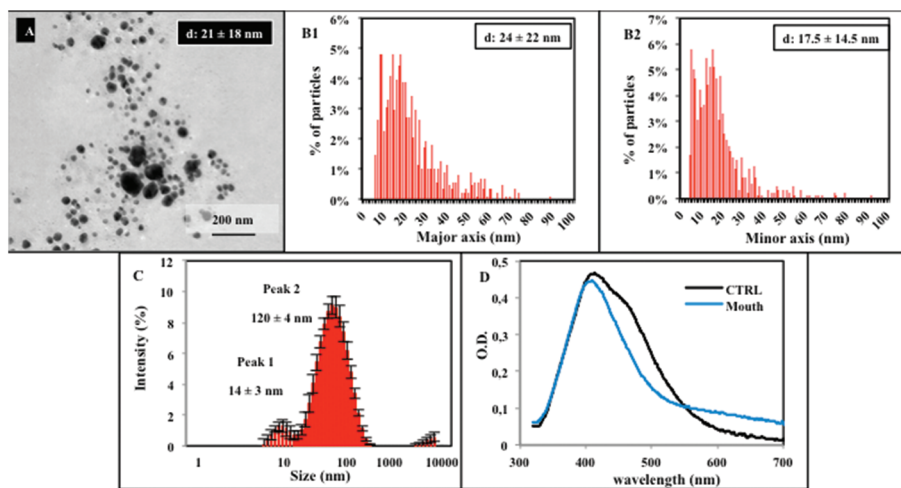 A
d: 21 ± 18 nm
200 nm
B1
d: 24 ± 22 nm
6%
5%
4%
3%
2%
1%
0%
% of particles
0 10 20 30 40 50 60 70 80 90 100
Major axis (nm)
B2
d: 17.5 ± 14.5 nm
7%
6%
5%
4%
3%
2%
1%
0%
% of particles
0 10 20 30 40 50 60 70 80 90 100
Minor axis (nm)
C
12
10
8
6
4
2
0
Intensity (%)
Peak 2
120 ± 4 nm
Peak 1
14 ± 3 nm
1 10 100 1000 10000
Size (nm)
D
0,5
0,4
0,3
0,2
0,1
0
O.D.
CTRL
Mouth
300 400 500 600 700
wavelength (nm)